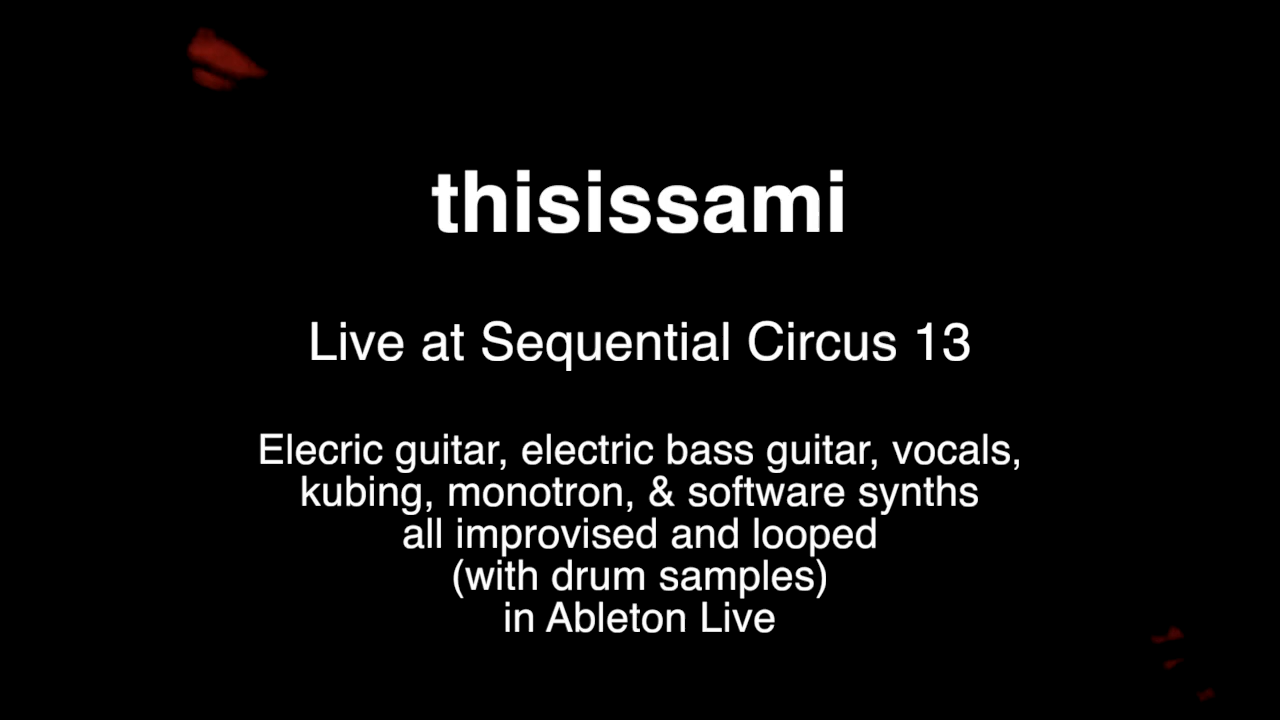 thisissami
Live at Sequential Circus 13
Elecric guitar, electric bass guitar, vocals,
kubing, monotron, & software synths
all improvised and looped
(with drum samples)
in Ableton Live